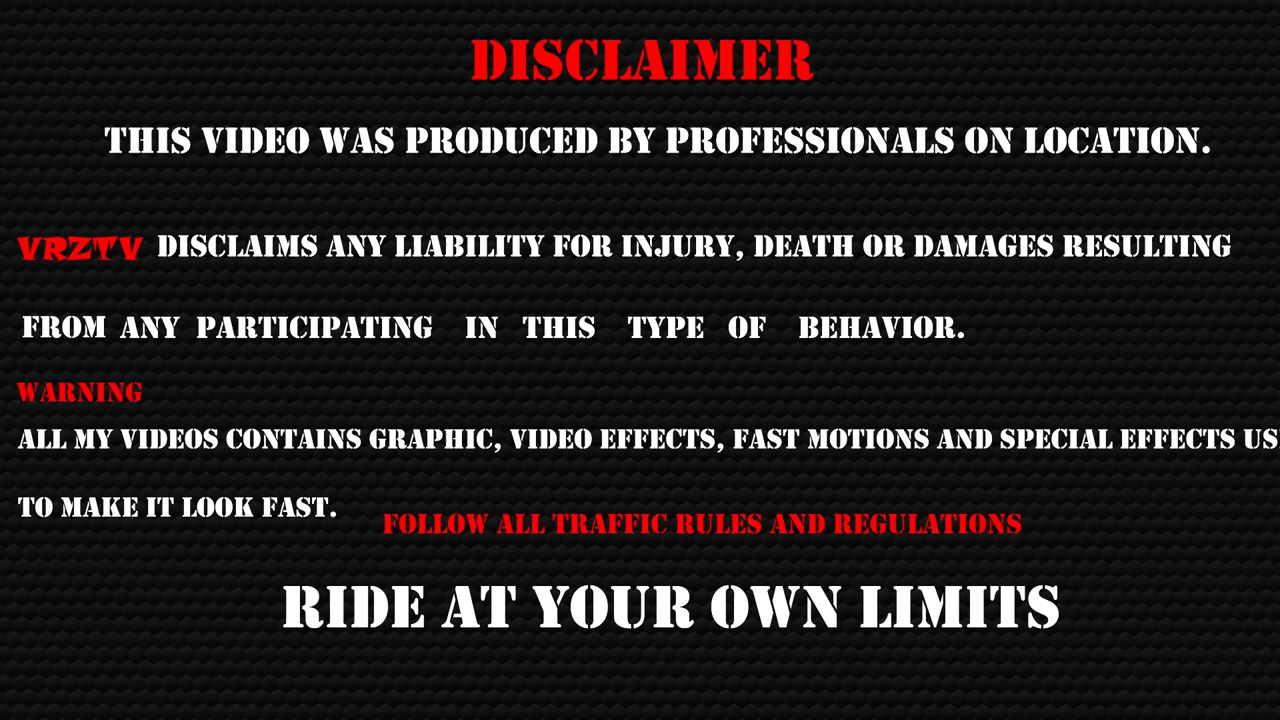 DISCLAIMER
THIS VIDEO WAS PRODUCED BY PROFESSIONALS ON LOCATION.
VRZTV DISCLAIMS ANY LIABILITY FOR INJURY, DEATH OR DAMAGES RESULTING
FROM ANY PARTICIPATING IN THIS TYPE OF BEHAVIOR.
WARNING
ALL MY VIDEOS CONTAINS GRAPHIC, VIDEO EFFECTS, FAST MOTIONS AND SPECIAL EFFECTS
TO MAKE IT LOOK FAST.
FOLLOW ALL TRAFFIC RULES AND REGULATIONS
RIDE AT YOUR OWN LIMITS